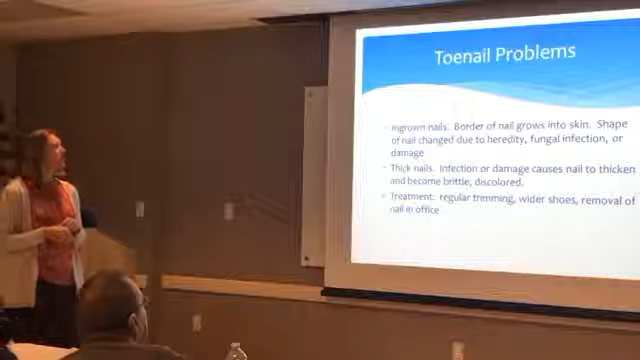 Toenail Problems
Ingrown nails: Border of nail grows into skin. Shape
of nail changed due to heredity, fungal infection, or
damage
Thick nails: Infection or damage causes nail to thicken
and become brittle, discolored.
Treatment: regular trimming, wider shoes, removal of
nail in office